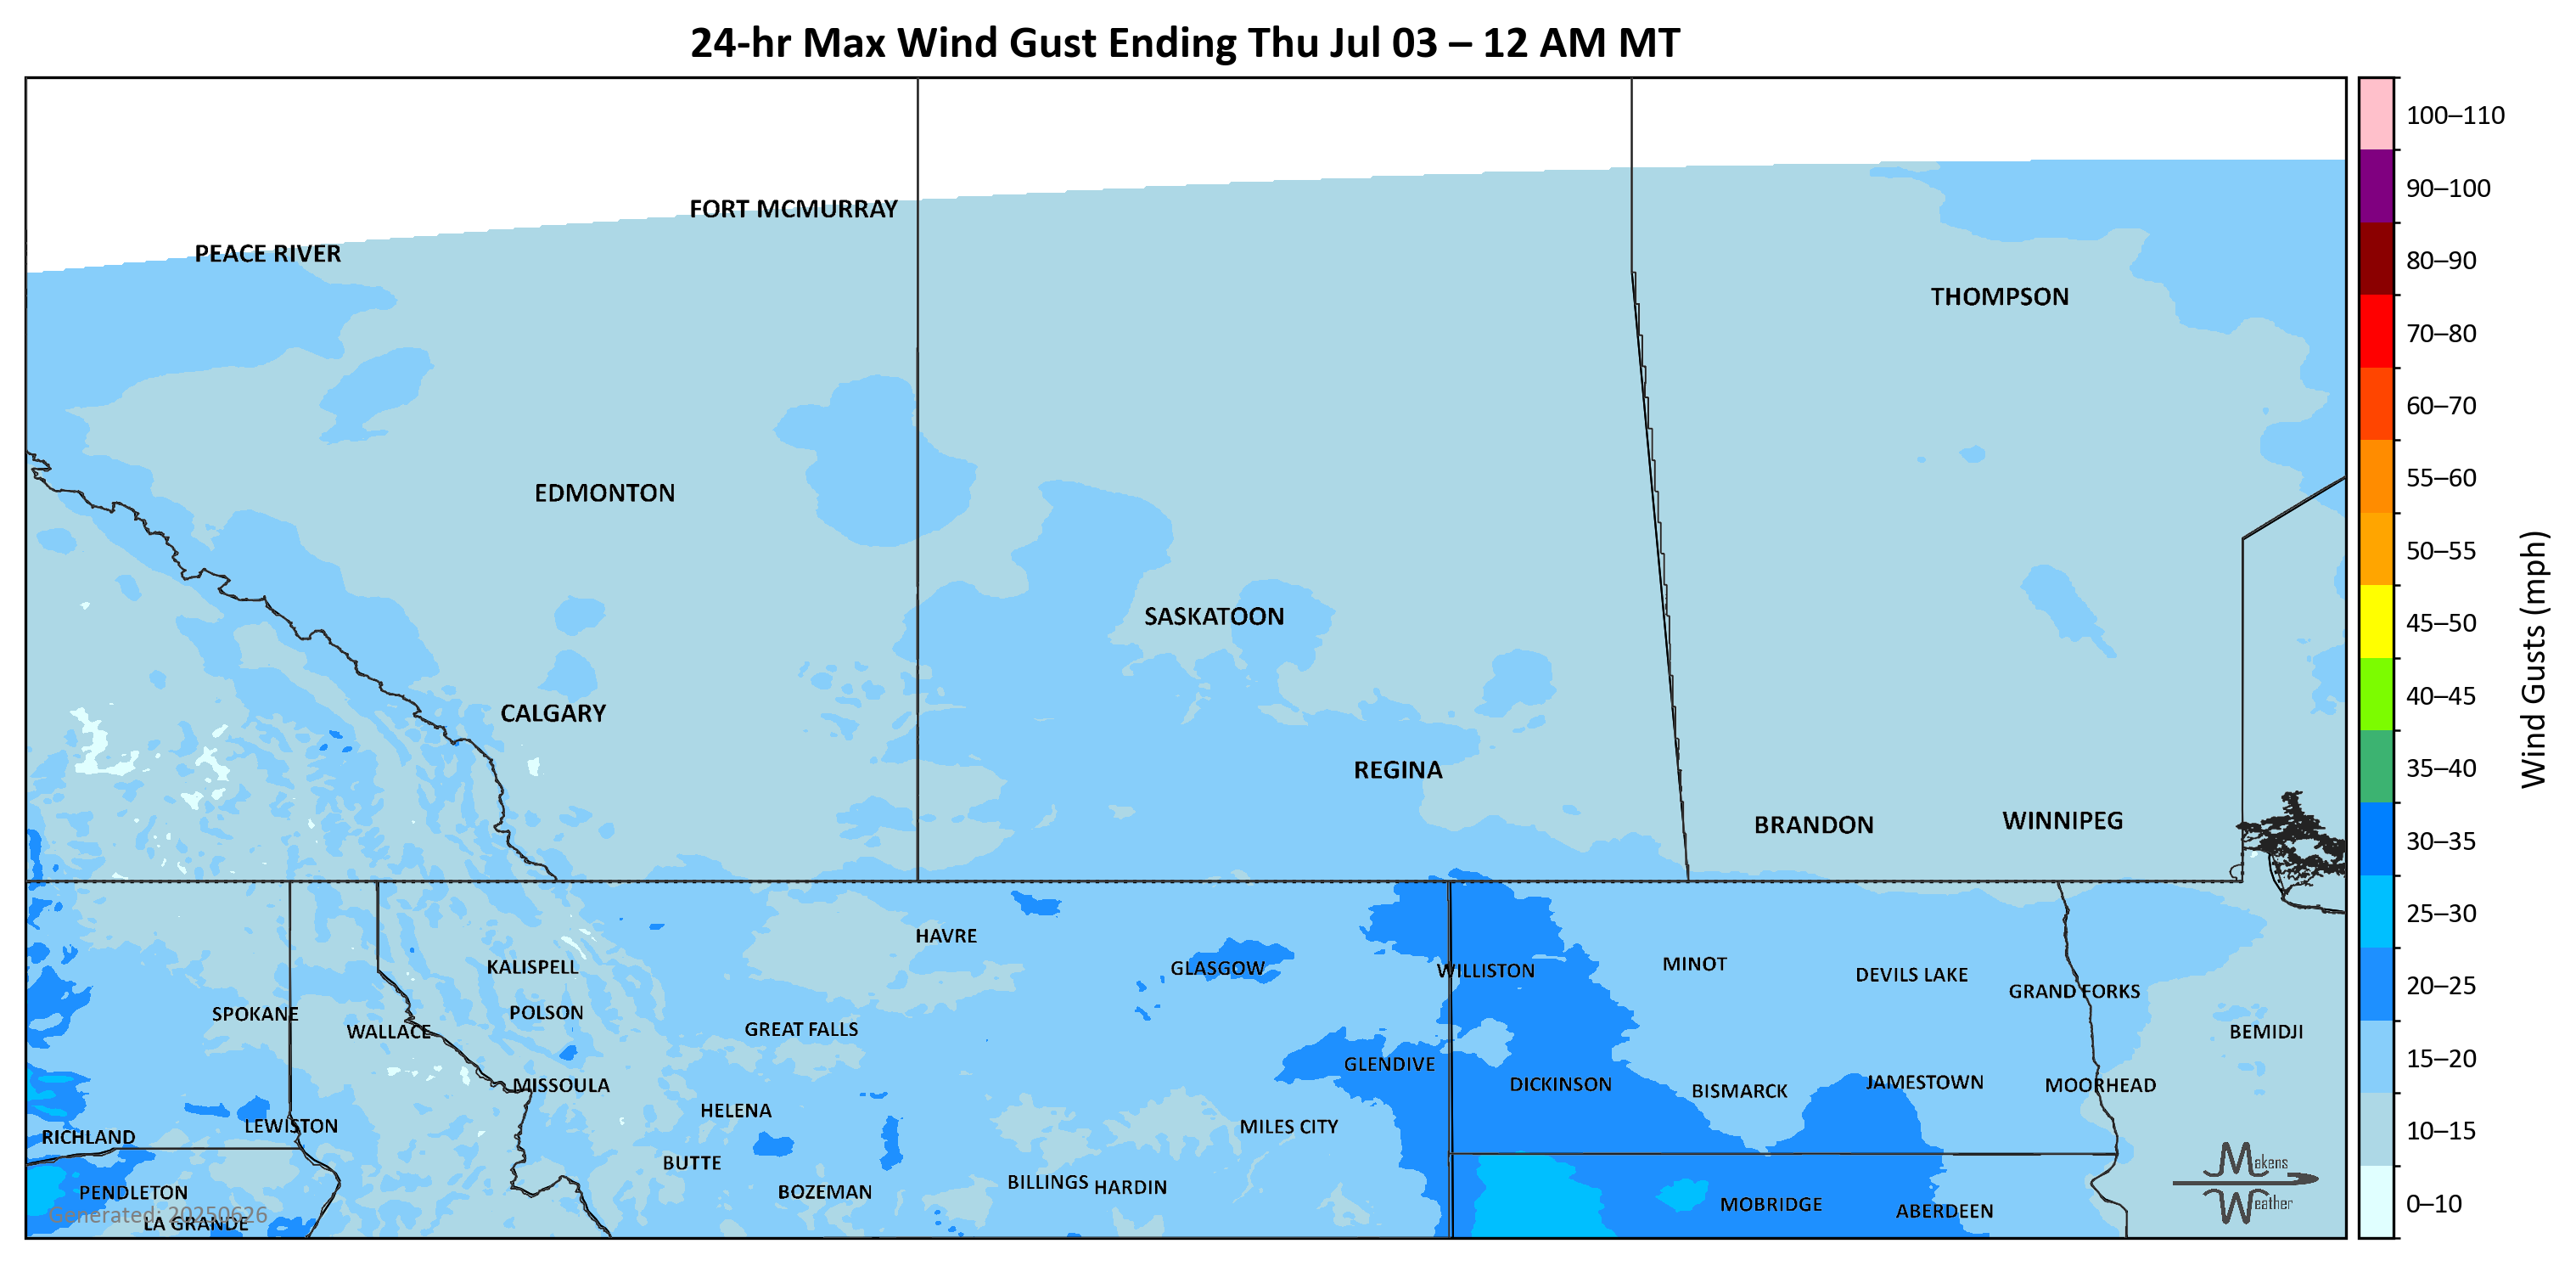 24-hr Max Wind Gust Ending Thu Jul 03 – 12 AM MT
FORT MCMURRAY
PEACE RIVER
THOMPSON
EDMONTON
SASKATOON
CALGARY
REGINA
BRANDON
WINNIPEG
HAVRE
KALISPELL
GLASGOW
WILLISTON
MINOT
DEVILS LAKE
GRAND FORKS
SPOKANE
POLSON
WALLACE
GREAT FALLS
BEMIDJI
GLENDIVE
MISSOULA
DICKINSON
BISMARCK
JAMESTOWN
MOORHEAD
HELENA
LEWISTON
MILES CITY
RICHLAND
BUTTE
PENDLETON
BOZEMAN
BILLINGS
HARDIN
MOBRIDGE
ABERDEEN
LA GRANDE
Generated: 20250626
Makens
Weather
100–110
90–100
80–90
70–80
60–70
55–60
50–55
45–50
40–45
35–40
30–35
25–30
20–25
15–20
10–15
0–10
Wind Gusts (mph)